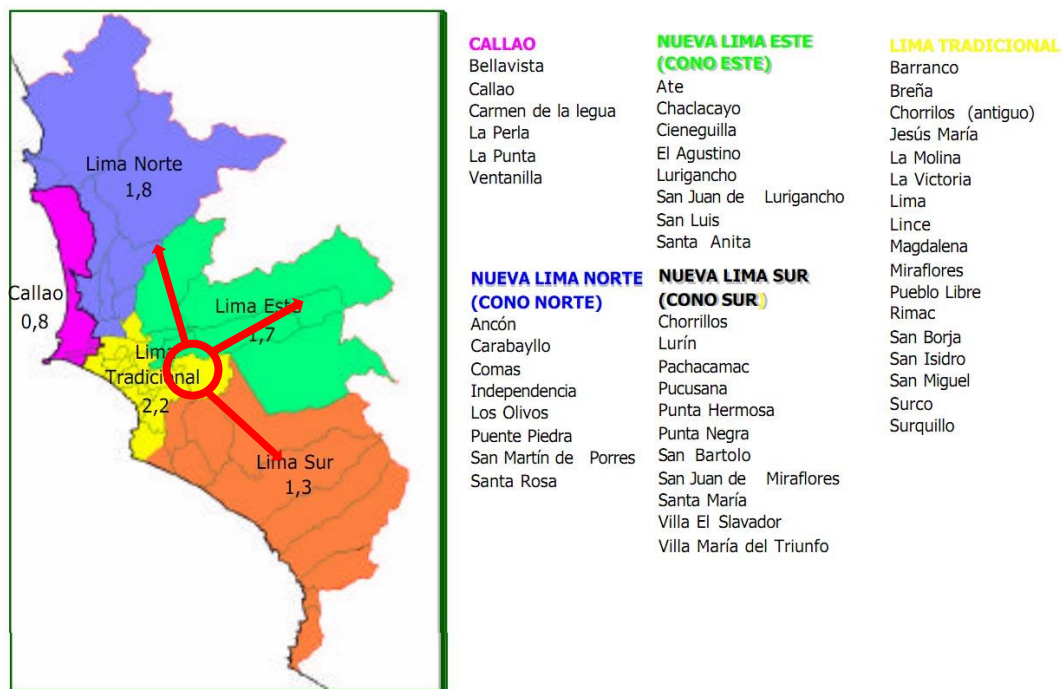 Lima Norte
1,8
Callao
0,8
Lima Este
1,7
Lima
Tradicional
2,2
Lima Sur
1,3
CALLAO
Bellavista
Callao
Carmen de la legua
La Perla
La Punta
Ventanilla
NUEVA LIMA ESTE
(CONO ESTE)
Ate
Chaclacayo
Cieneguilla
El Agustino
Lurigancho
San Juan de Lurigancho
San Luis
Santa Anita
LIMA TRADICIONAL
Barranco
Breña
Chorrilos (antiguo)
Jesús María
La Molina
La Victoria
Lima
Lince
Magdalena
Miraflores
Pueblo Libre
Rimac
San Borja
San Isidro
San Miguel
Surco
Surquillo
NUEVA LIMA NORTE
(CONO NORTE)
Ancón
Carabayllo
Comas
Independencia
Los Olivos
Puente Piedra
San Martín de Porres
Santa Rosa
NUEVA LIMA SUR
(CONO SUR)
Chorrillos
Lurín
Pachacamac
Pucusana
Punta Hermosa
Punta Negra
San Bartolo
San Juan de Miraflores
Santa María
Villa El Slavador
Villa María del Triunfo